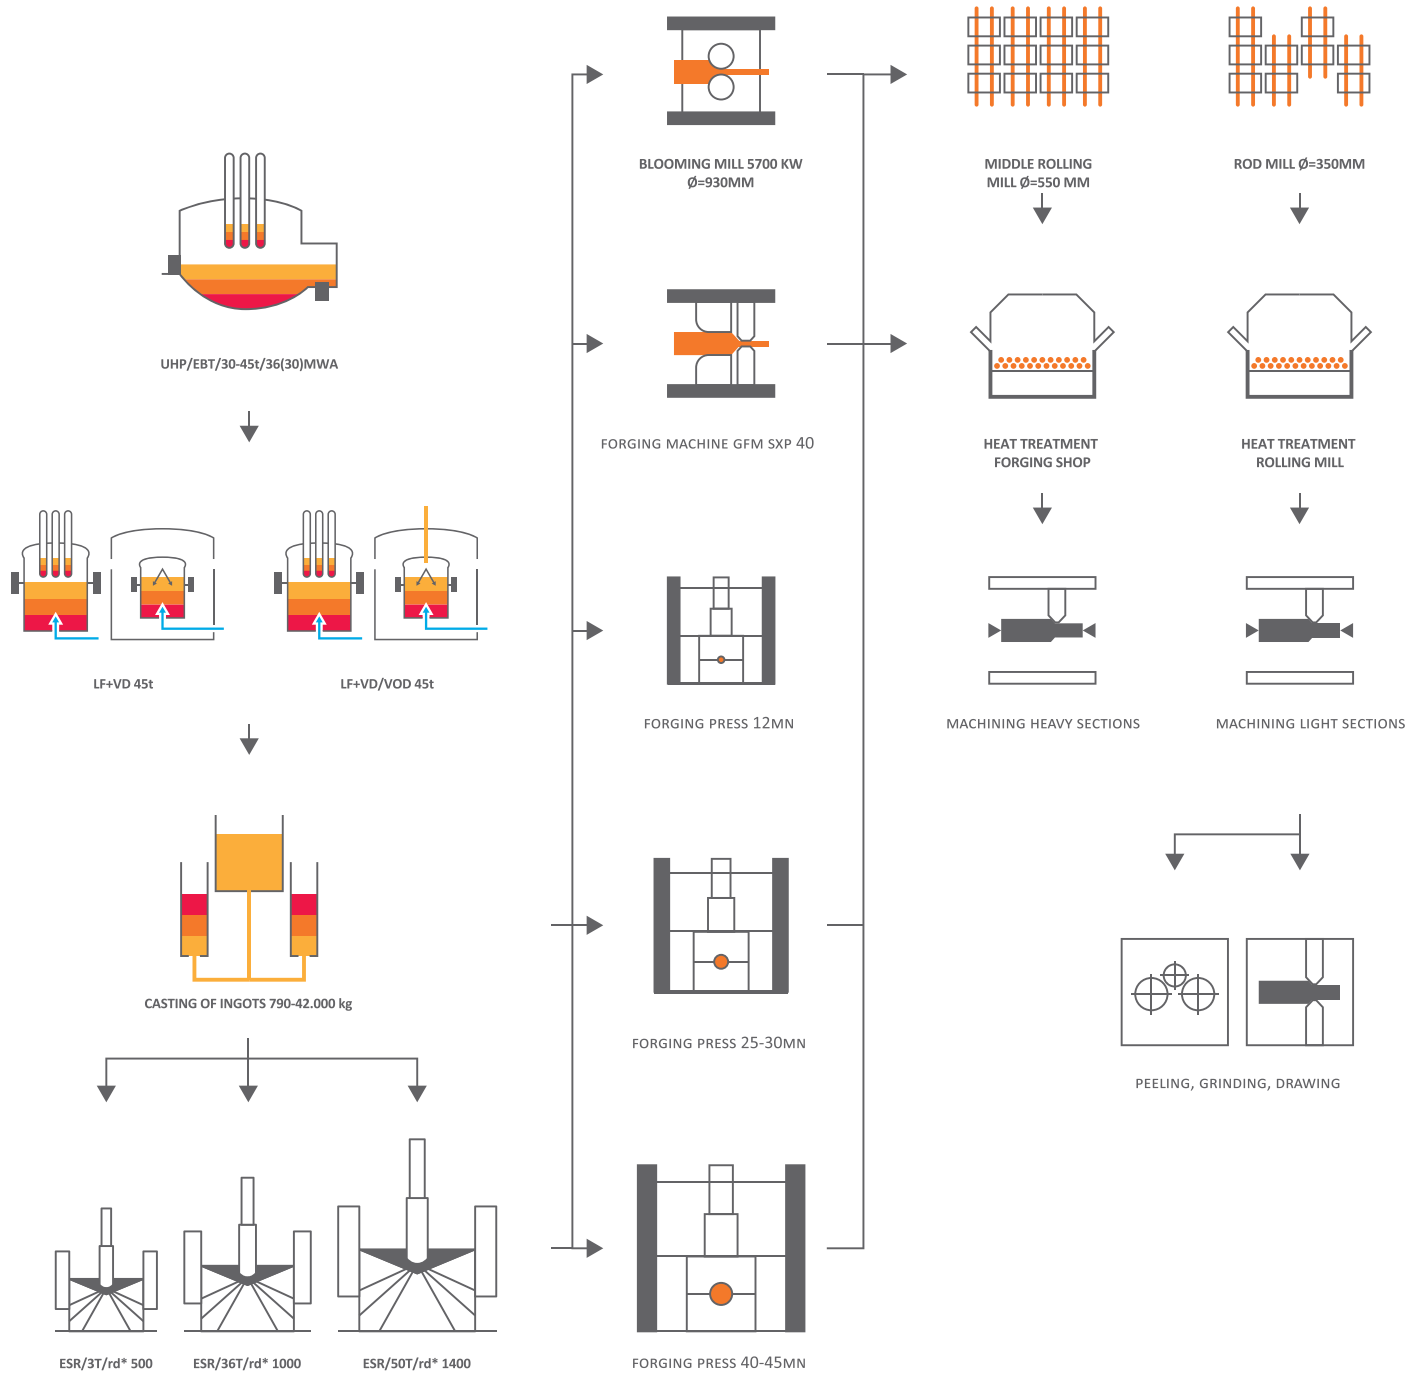 UHP/EBT/30-45t/36(30)MWA
LF+VD 45t
LF+VD/VOD 45t
CASTING OF INGOTS 790-42.000 kg
ESR/3T/rd* 500
ESR/36T/rd* 1000
ESR/50T/rd* 1400
BLOOMING MILL 5700 KW
Ø=930MM
FORGING MACHINE GFM SXP 40
FORGING PRESS 12MN
FORGING PRESS 25-30MN
FORGING PRESS 40-45MN
MIDDLE ROLLING
MILL Ø=550 MM
HEAT TREATMENT
FORGING SHOP
MACHINING HEAVY SECTIONS
ROD MILL Ø=350MM
HEAT TREATMENT
ROLLING MILL
MACHINING LIGHT SECTIONS
PEELING, GRINDING, DRAWING